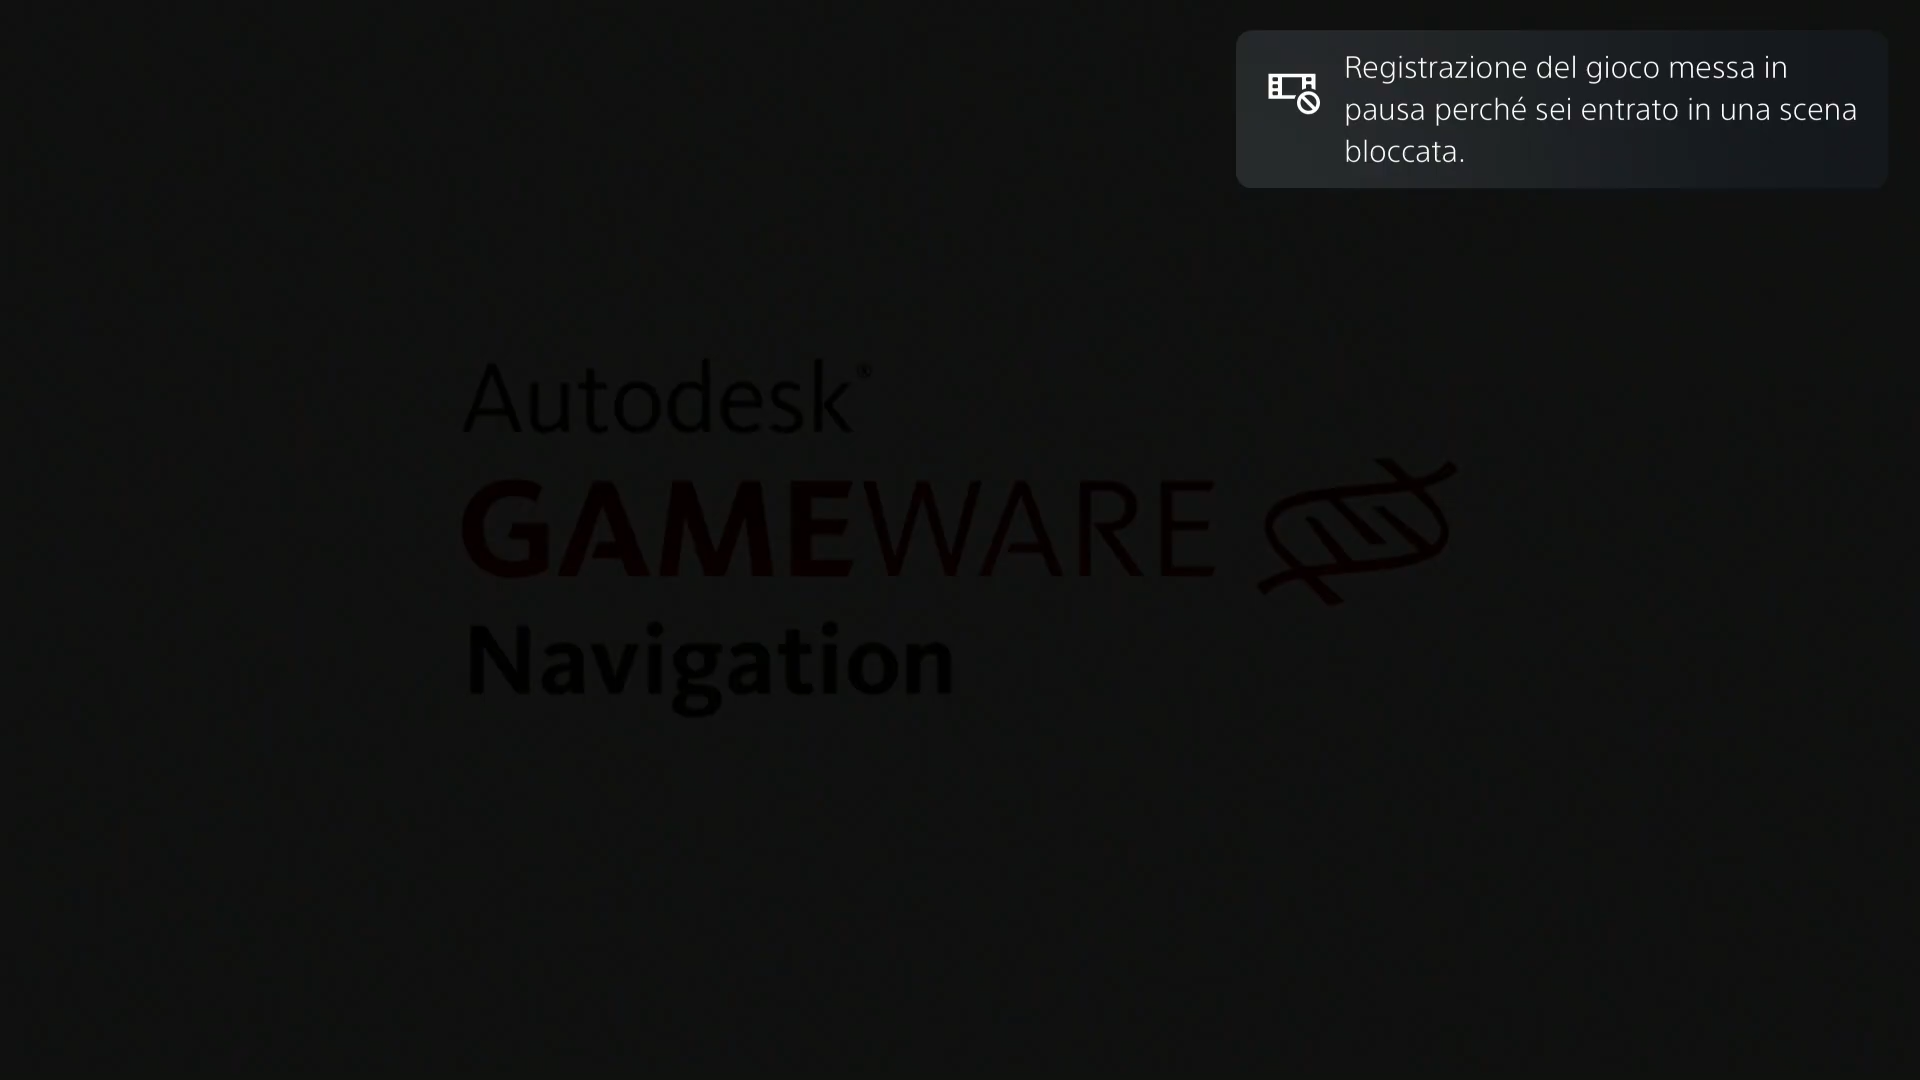 Registrazione del gioco messa in
pausa perché sei entrato in una scena
bloccata.
Autodesk®
GAMEWARE
Navigation